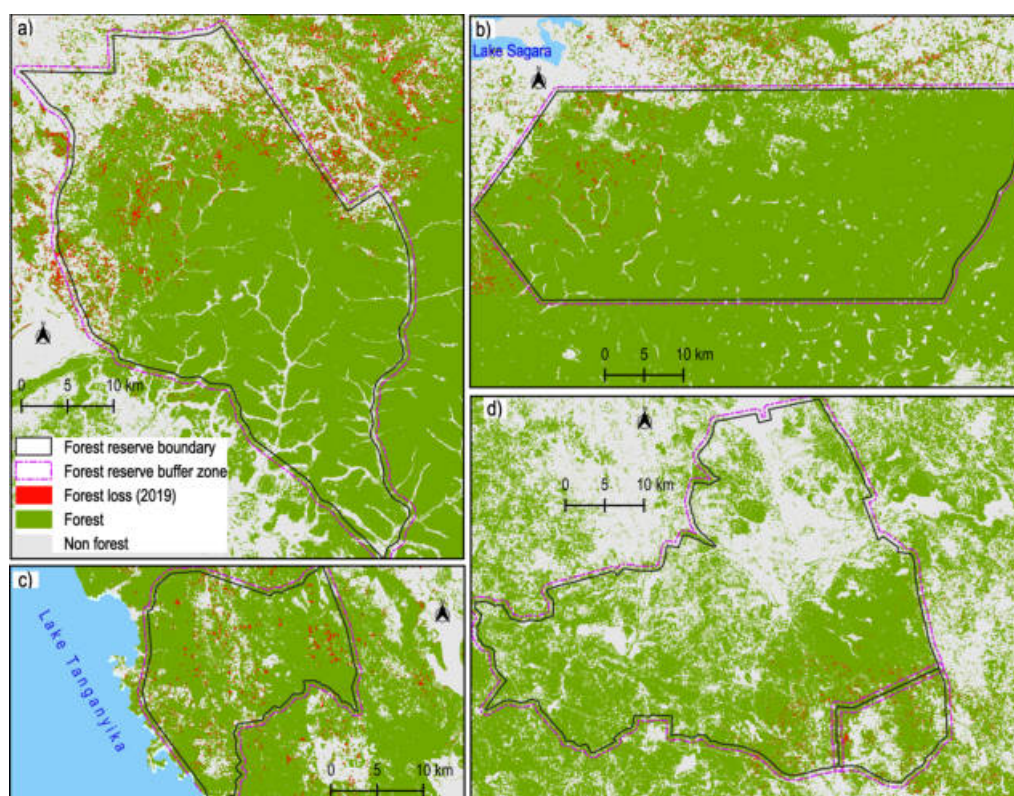 a)
0 5 10 km
Forest reserve boundary
Forest reserve buffer zone
Forest loss (2019)
Forest
Non forest
b)
Lake Sagara
0 5 10 km
c)
Lake Tanganyika
0 5 10 km
d)
0 5 10 km